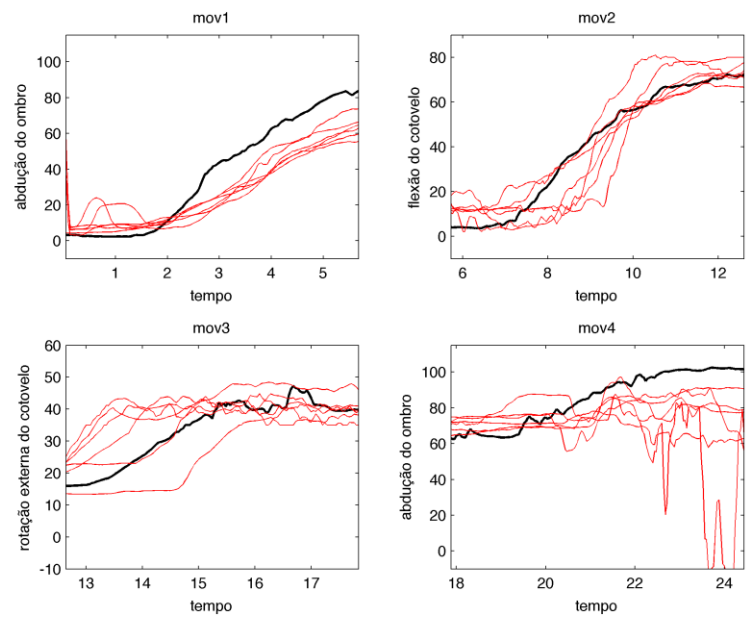 mov1
100
80
60
40
20
0
abdução do ombro
1 2 3 4 5
tempo
mov2
80
60
40
20
0
flexão do cotovelo
6 8 10 12
tempo
mov3
60
50
40
30
20
10
0
-10
rotação externa do cotovelo
13 14 15 16 17
tempo
mov4
100
80
60
80
60
40
20
0
abdução do ombro
18 20 22 24
tempo